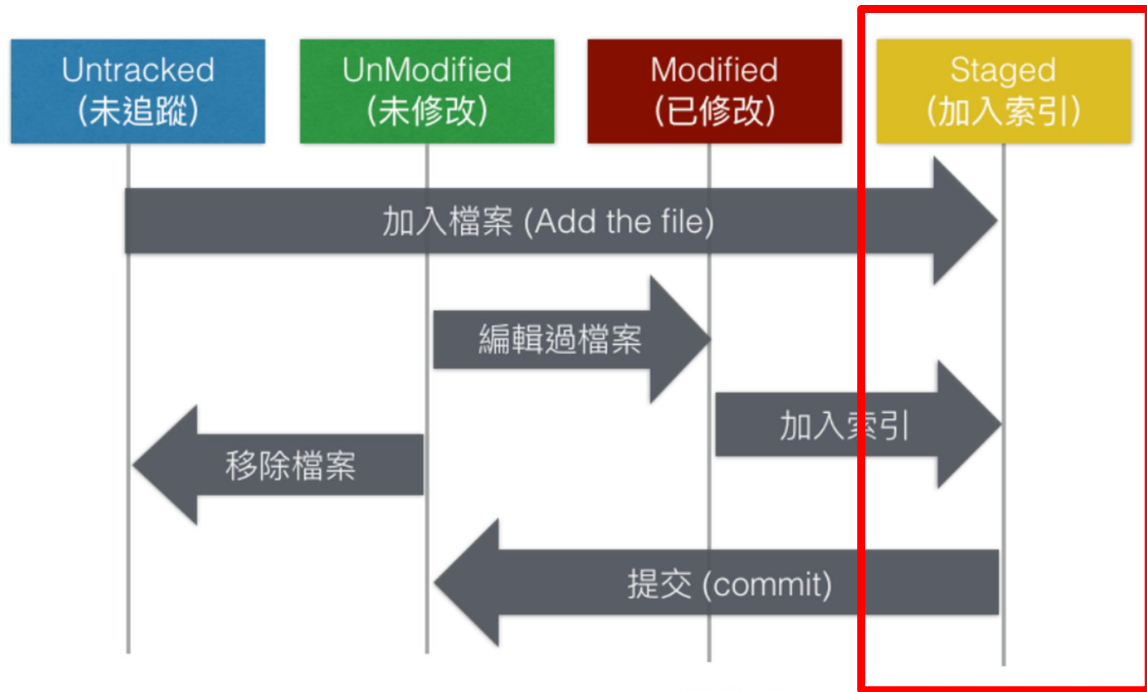 Untracked
(未追蹤)
UnModified
(未修改)
Modified
(已修改)
Staged
(加入索引)
加入檔案 (Add the file)
編輯過檔案
加入索引
移除檔案
提交 (commit)